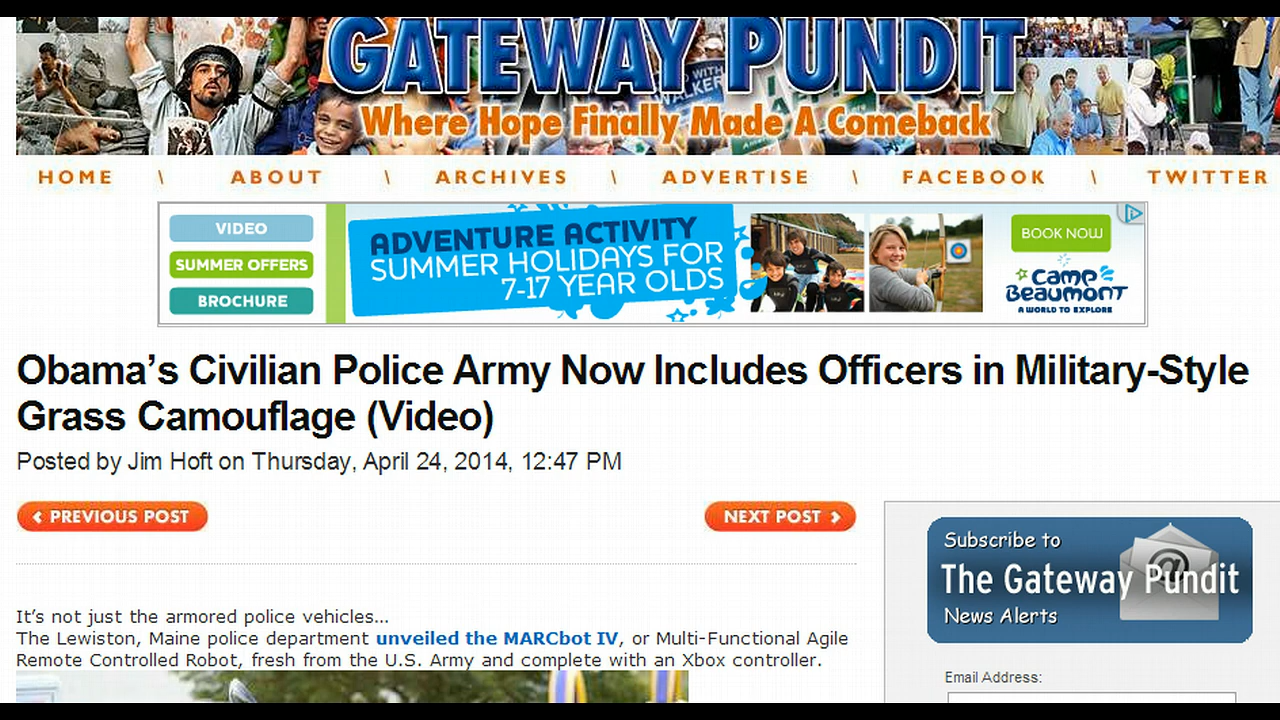 GATEWAY PUNDIT
Where Hope Finally Made A Comeback
WALKER
HOME \ ABOUT \ ARCHIVES \ ADVERTISE \ FACEBOOK \ TWITTER
VIDEO
SUMMER OFFERS
BROCHURE
ADVENTURE ACTIVITY
SUMMER HOLIDAYS FOR
7-17 YEAR OLDS
BOOK NOW
CAMP
BEAUMONT
A WORLD TO EXPLORE
Obama’s Civilian Police Army Now Includes Officers in Military-Style
Grass Camouflage (Video)
Posted by Jim Hoft on Thursday, April 24, 2014, 12:47 PM
PREVIOUS POST
NEXT POST
It’s not just the armored police vehicles…
The Lewiston, Maine police department unveiled the MARCbot IV, or Multi-Functional Agile
Remote Controlled Robot, fresh from the U.S. Army and complete with an Xbox controller.
Subscribe to
The Gateway Pundit
News Alerts
Email Address: